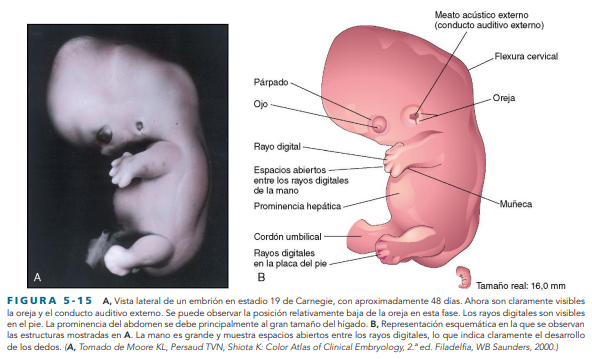 Meato acústico externo
(conducto auditivo externo)
Flexura cervical
Párpado
Ojo
Oreja
Rayo digital
Espacios abiertos
entre los rayos digitales
de la mano
Prominencia hepática
Muñeca
Cordón umbilical
Rayos digitales
en la placa del pie
A
B
Tamaño real: 16,0 mm
FIGURA 5-15 A, Vista lateral de un embrión en estadio 19 de Carnegie, con aproximadamente 48 días. Ahora son claramente visibles
la oreja y el conducto auditivo externo. Se puede observar la posición relativamente baja de la oreja en esta fase. Los rayos digitales son visibles
en el pie. La prominencia del abdomen se debe principalmente al gran tamaño del hígado. B, Representación esquemática en la que se observan
las estructuras mostradas en A. La mano es grande y muestra espacios abiertos entre los rayos digitales, lo que indica claramente el desarrollo
de los dedos. (A, Tomado de Moore KL, Persaud TVN, Shiota K: Color Atlas of Clinical Embryology, 2.ª ed. Filadelfia, WB Saunders, 2000.)